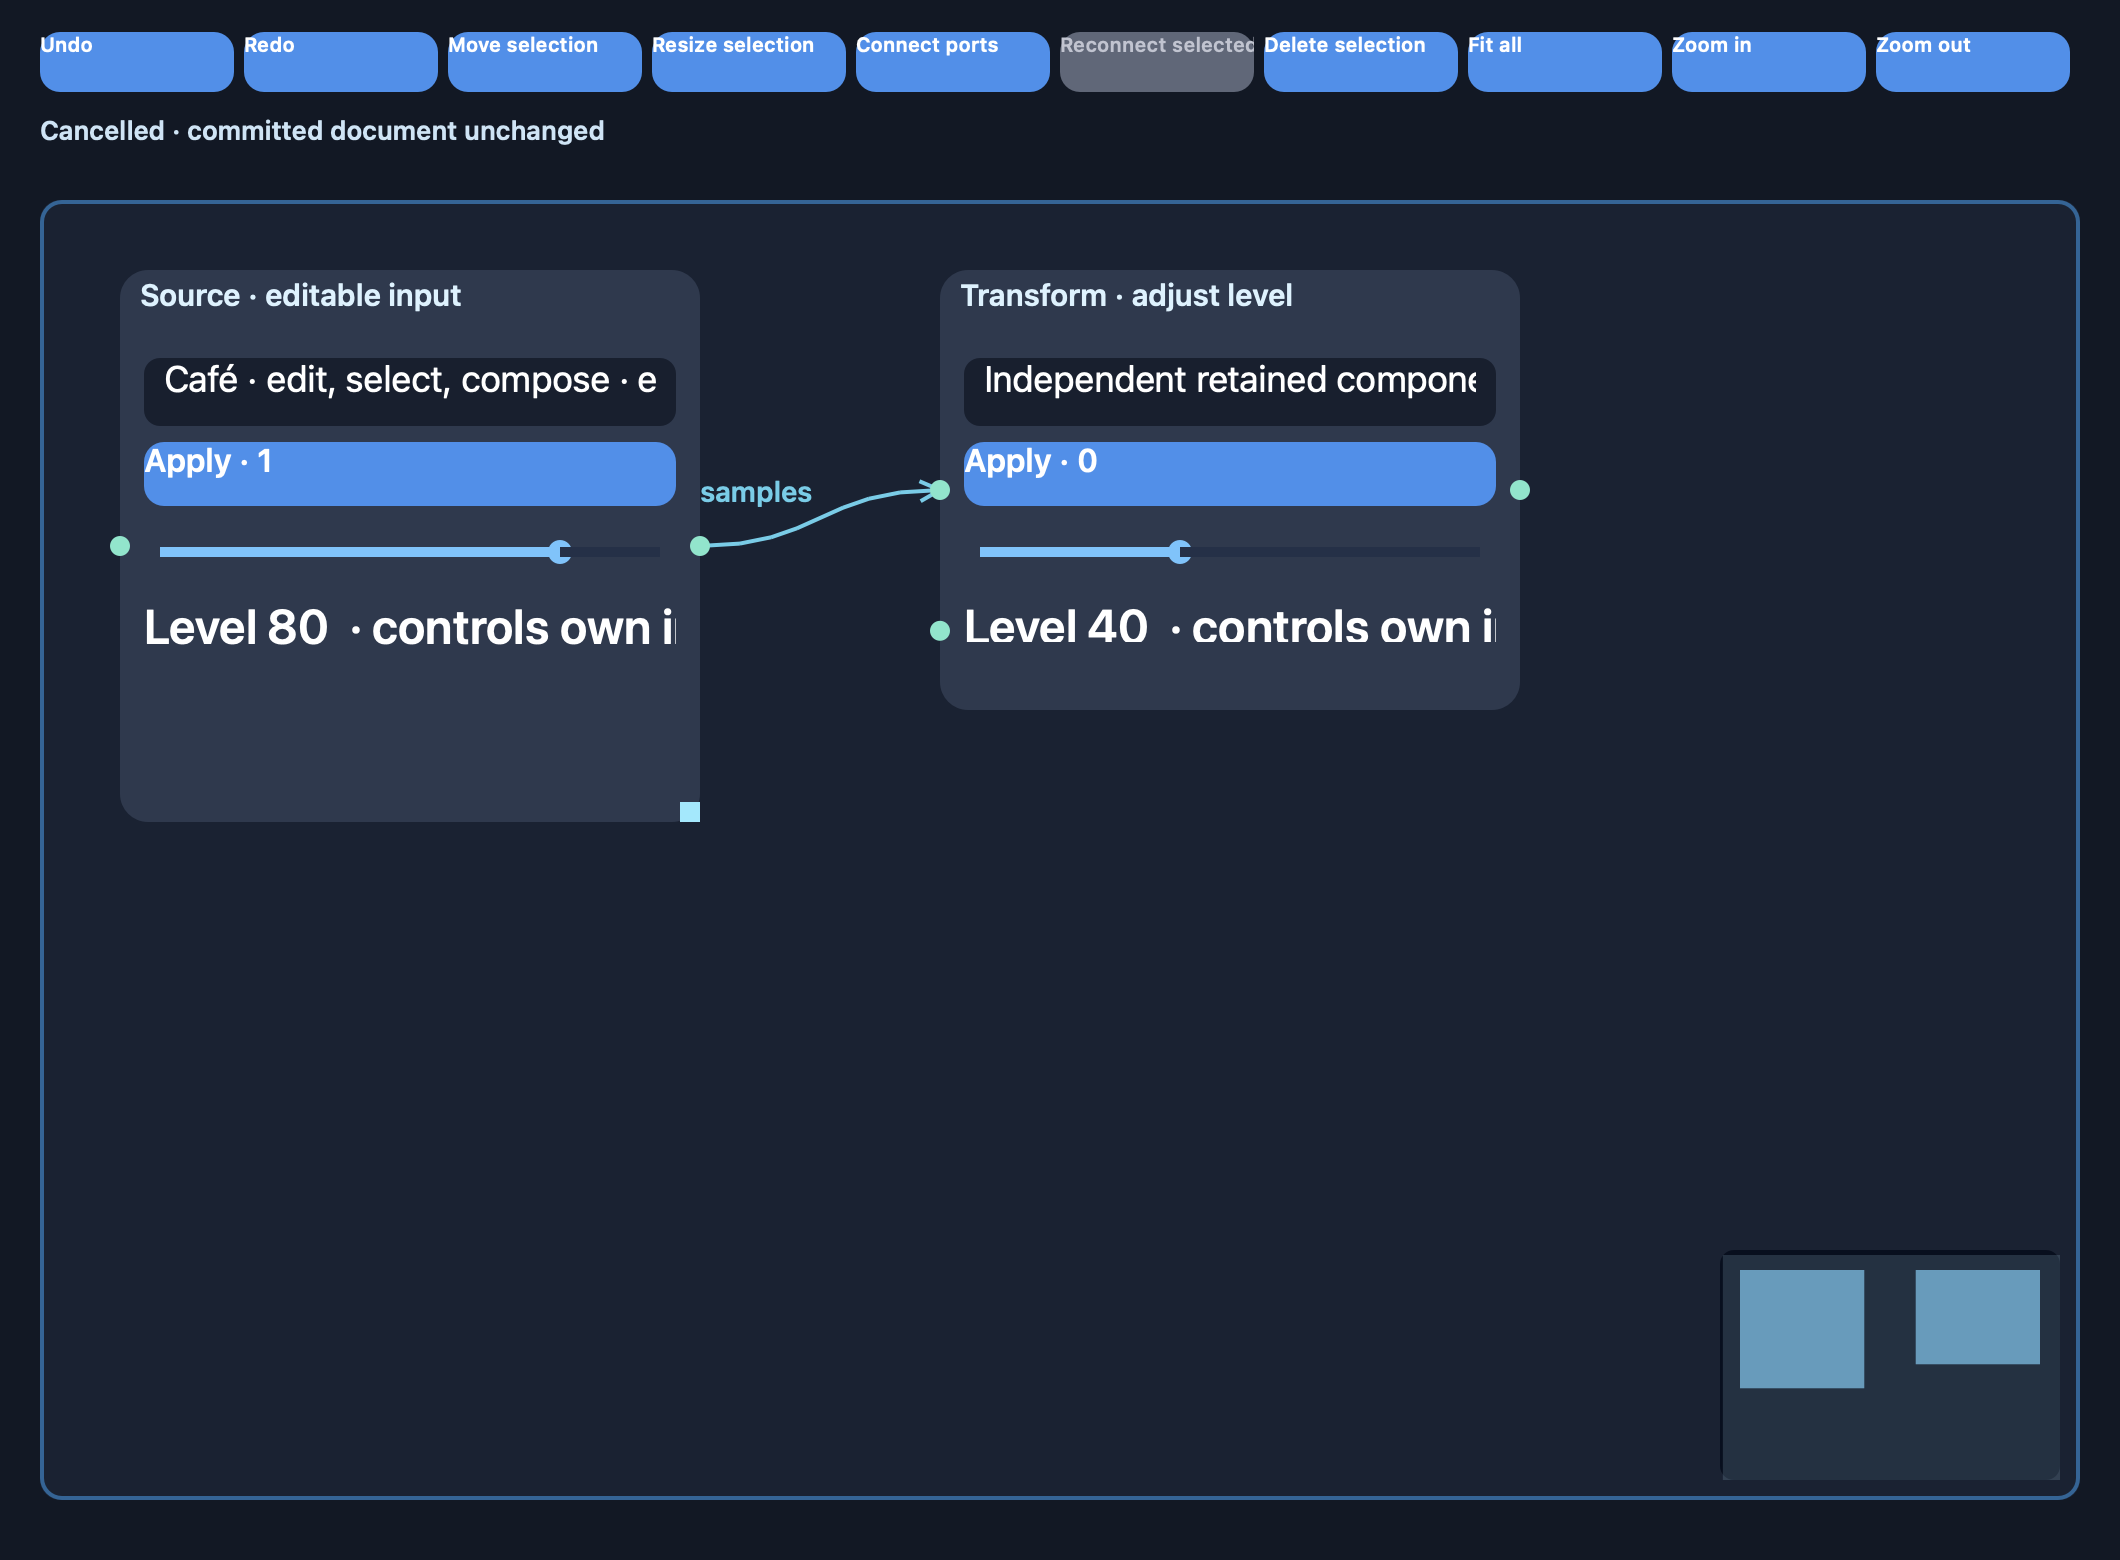 Undo
Redo
Move selection
Resize selection
Connect ports
Reconnect selected
Delete selection
Fit all
Zoom in
Zoom out
Cancelled · committed document unchanged
Source · editable input
Café · edit, select, compose · e
Apply · 1
Level 80 · controls own
samples
Transform · adjust level
Independent retained compone
Apply · 0
Level 40 · controls own